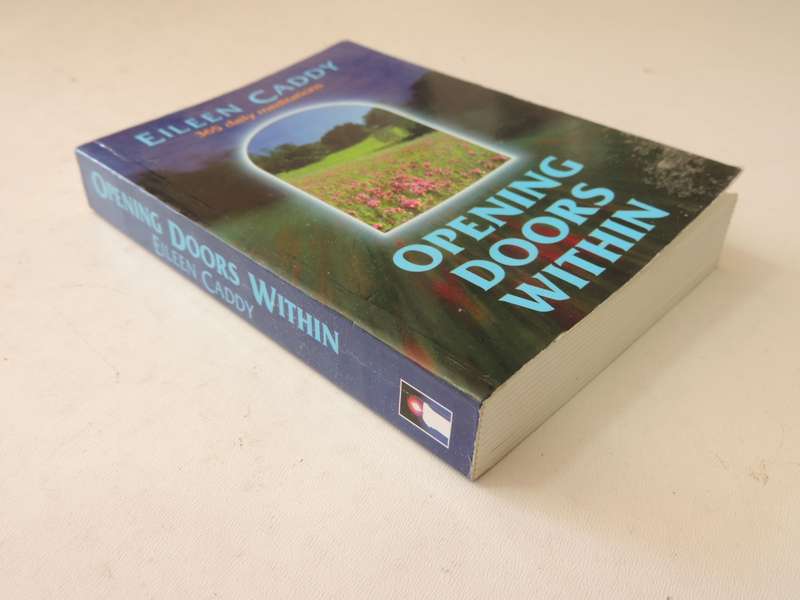 EILEEN CADDY
365 daily meditations
OPENING
DOORS
WITHIN
OPENING DOORS WITHIN
EILEEN CADDY